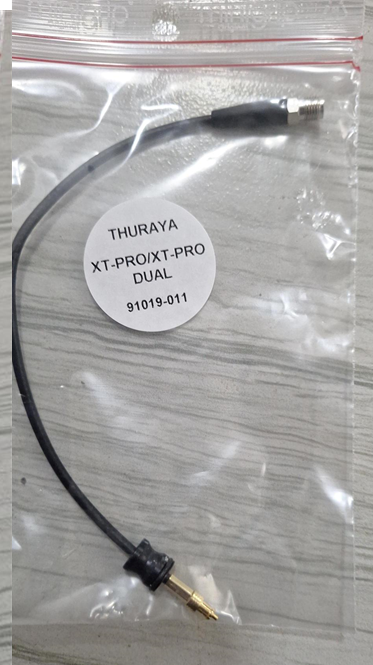 THURAYA
XT-PRO/XT-PRO
DUAL
91019-011